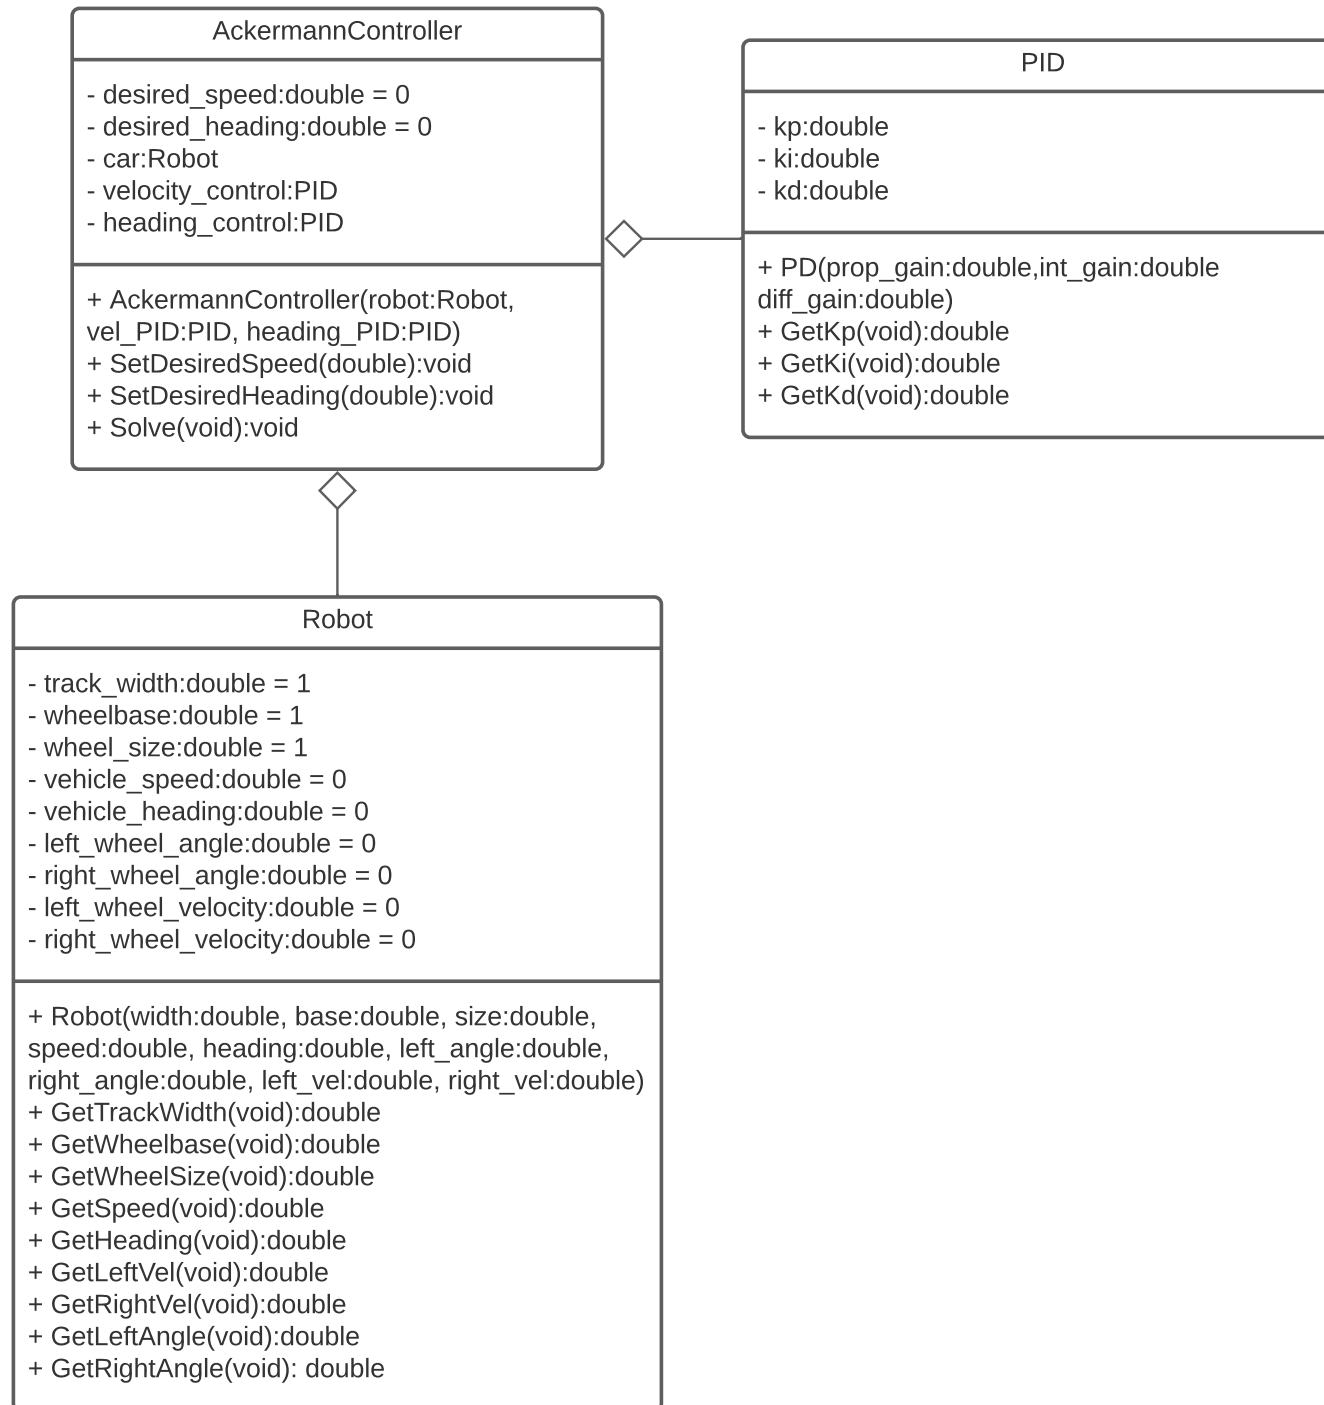 AckermannController
- desired_speed:double = 0
- desired_heading:double = 0
- car:Robot
- velocity_control:PID
- heading_control:PID
+ AckermannController(robot:Robot,
vel_PID:PID, heading_PID:PID)
+ SetDesiredSpeed(double):void
+ SetDesiredHeading(double):void
+ Solve(void):void
PID
- kp:double
- ki:double
- kd:double
+ PD(prop_gain:double,int_gain:double
diff_gain:double)
+ GetKp(void):double
+ GetKi(void):double
+ GetKd(void):double
Robot
- track_width:double = 1
- wheelbase:double = 1
- wheel_size:double = 1
- vehicle_speed:double = 0
- vehicle_heading:double = 0
- left_wheel_angle:double = 0
- right_wheel_angle:double = 0
- left_wheel_velocity:double = 0
- right_wheel_velocity:double = 0
+ Robot(width:double, base:double, size:double,
speed:double, heading:double, left_angle:double,
right_angle:double, left_vel:double, right_vel:double)
+ GetTrackWidth(void):double
+ GetWheelbase(void):double
+ GetWheelSize(void):double
+ GetSpeed(void):double
+ GetHeading(void):double
+ GetLeftVel(void):double
+ GetRightVel(void):double
+ GetLeftAngle(void):double
+ GetRightAngle(void): double